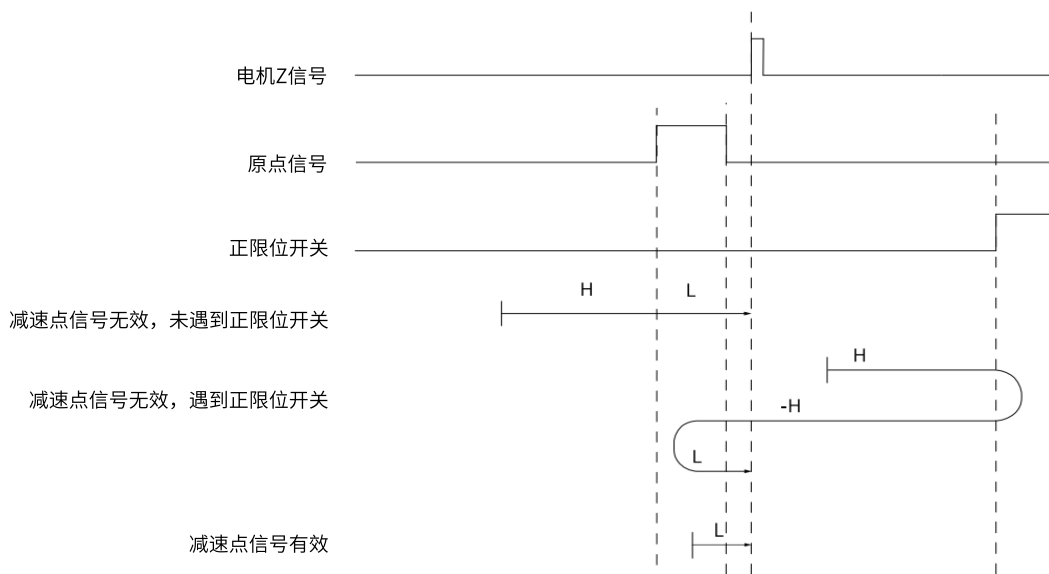 电机Z信号
原点信号
正限位开关
H L
减速点信号无效，未遇到正限位开关
H
减速点信号无效，遇到正限位开关
-H
L
L
减速点信号有效